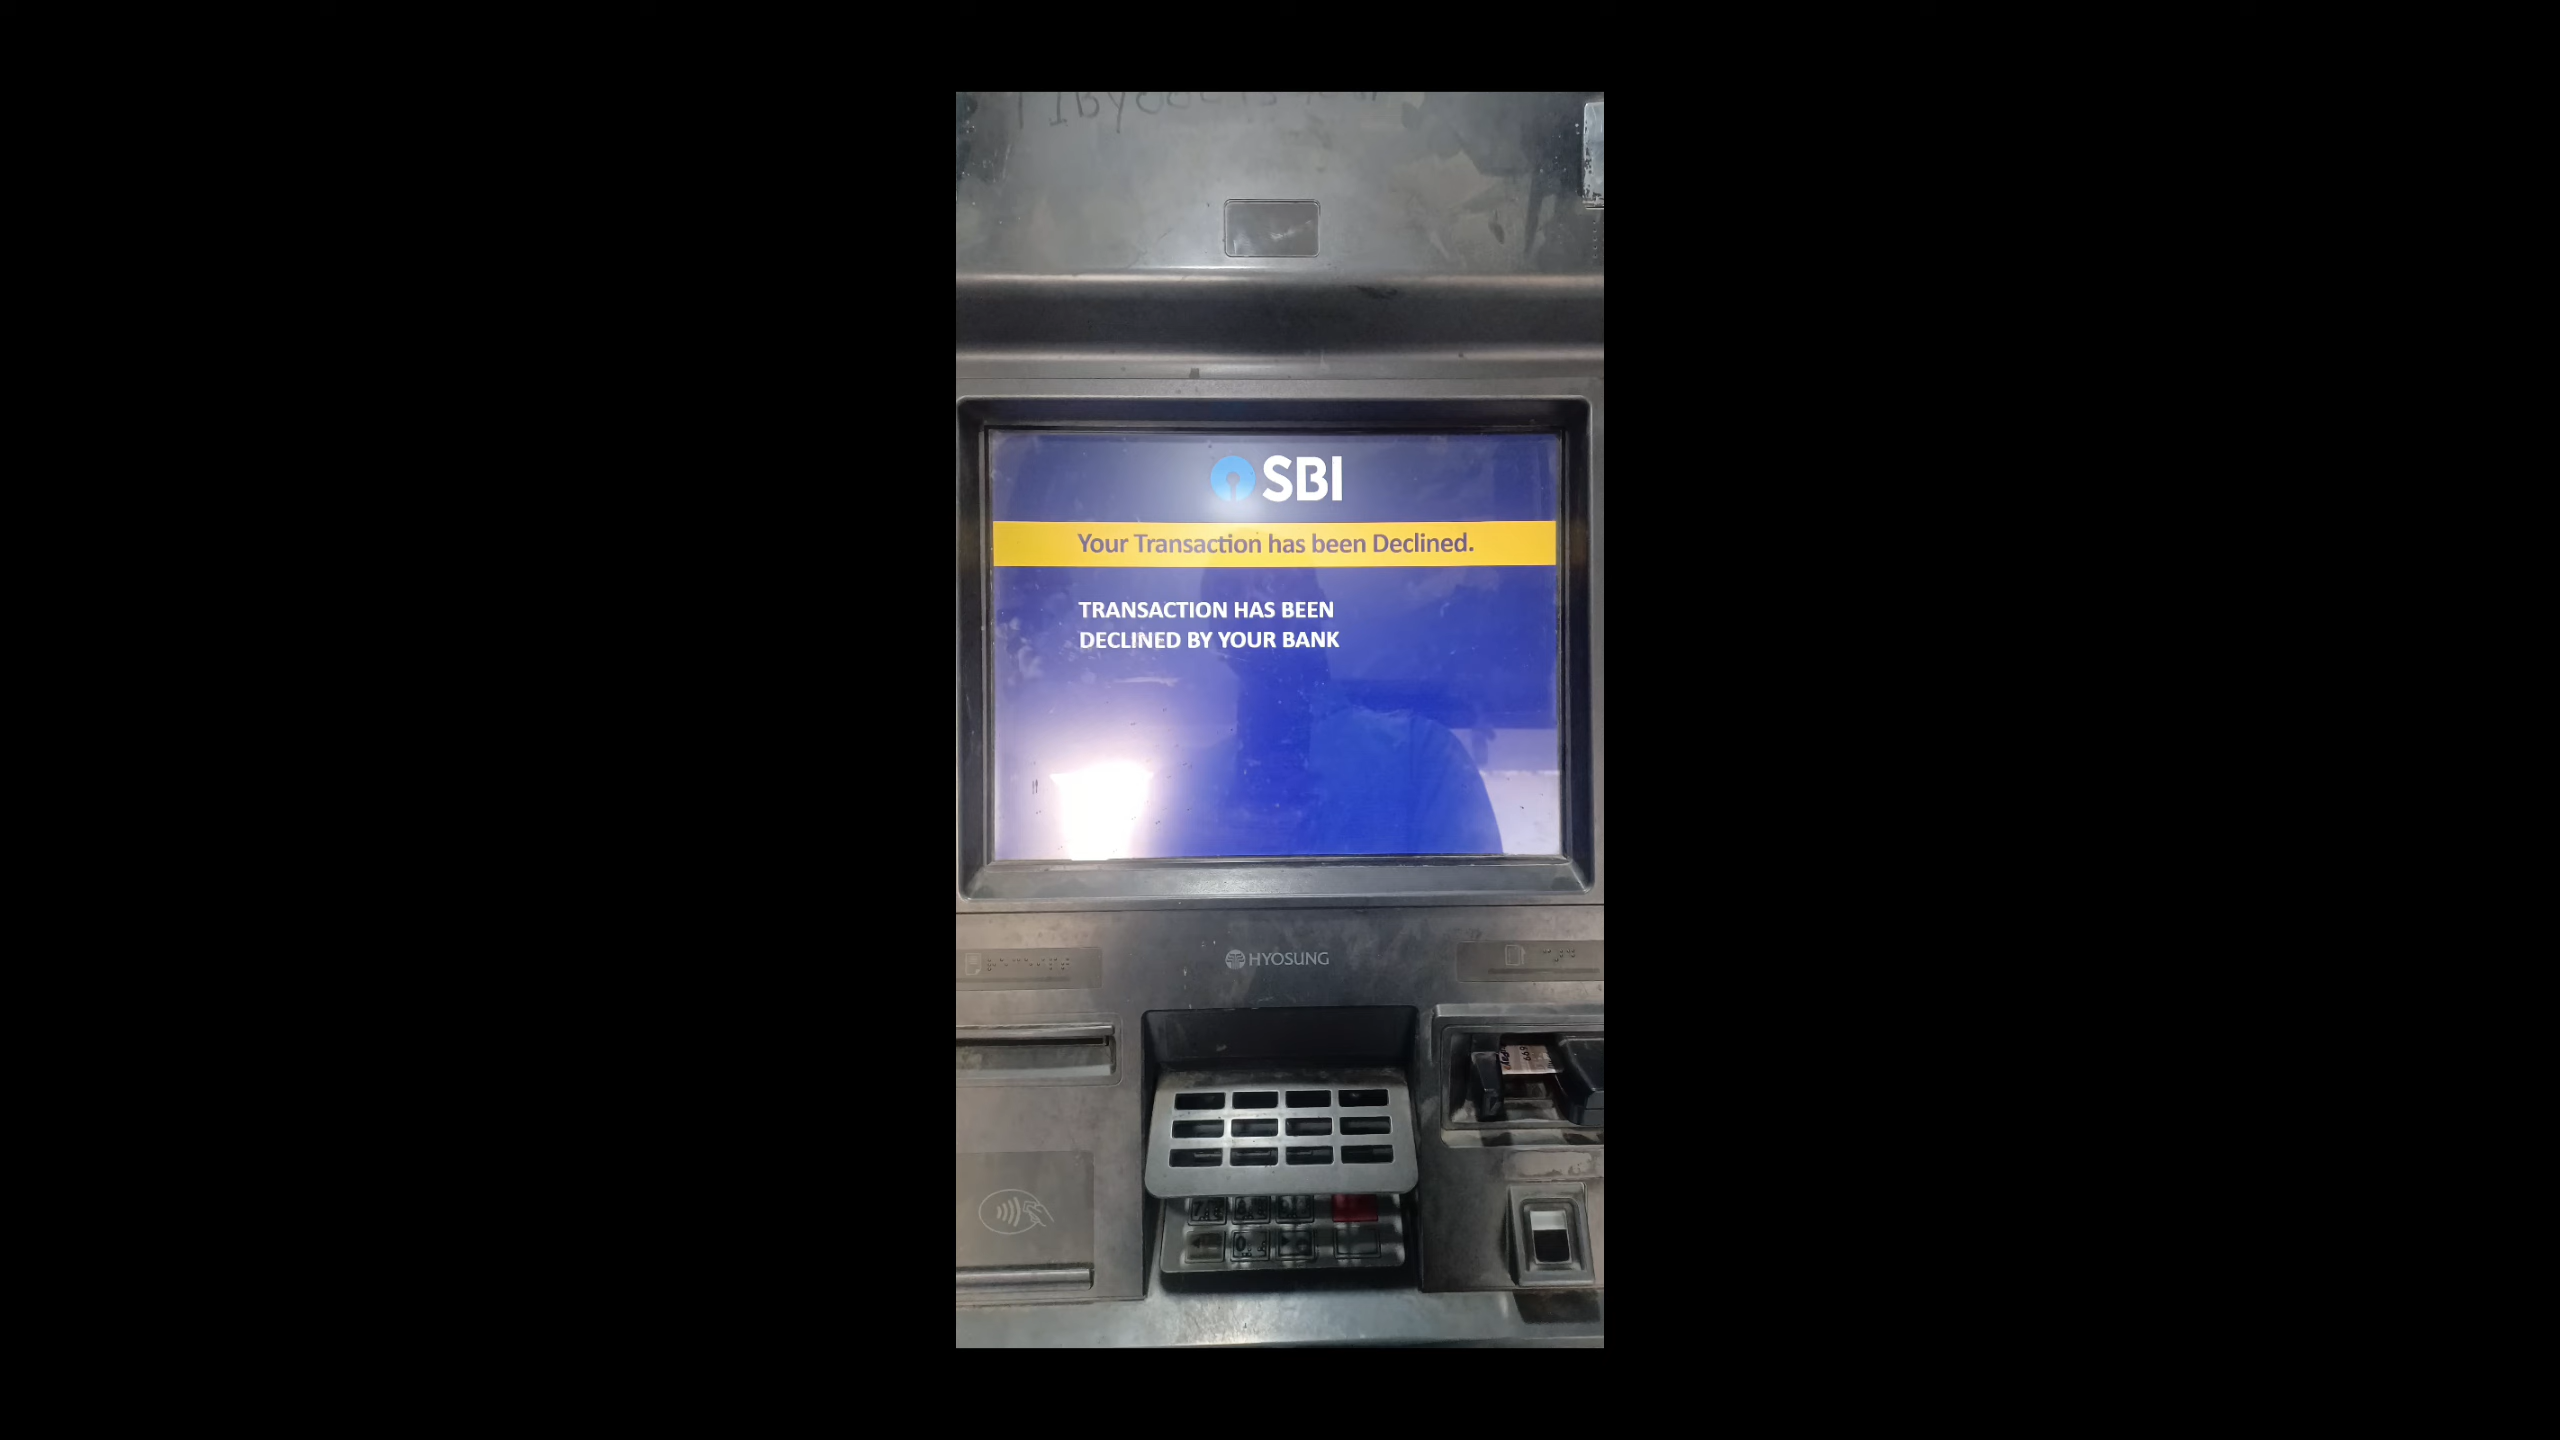 SBI
Your Transaction has been Declined.
TRANSACTION HAS BEEN
DECLINED BY YOUR BANK
HYOSUNG